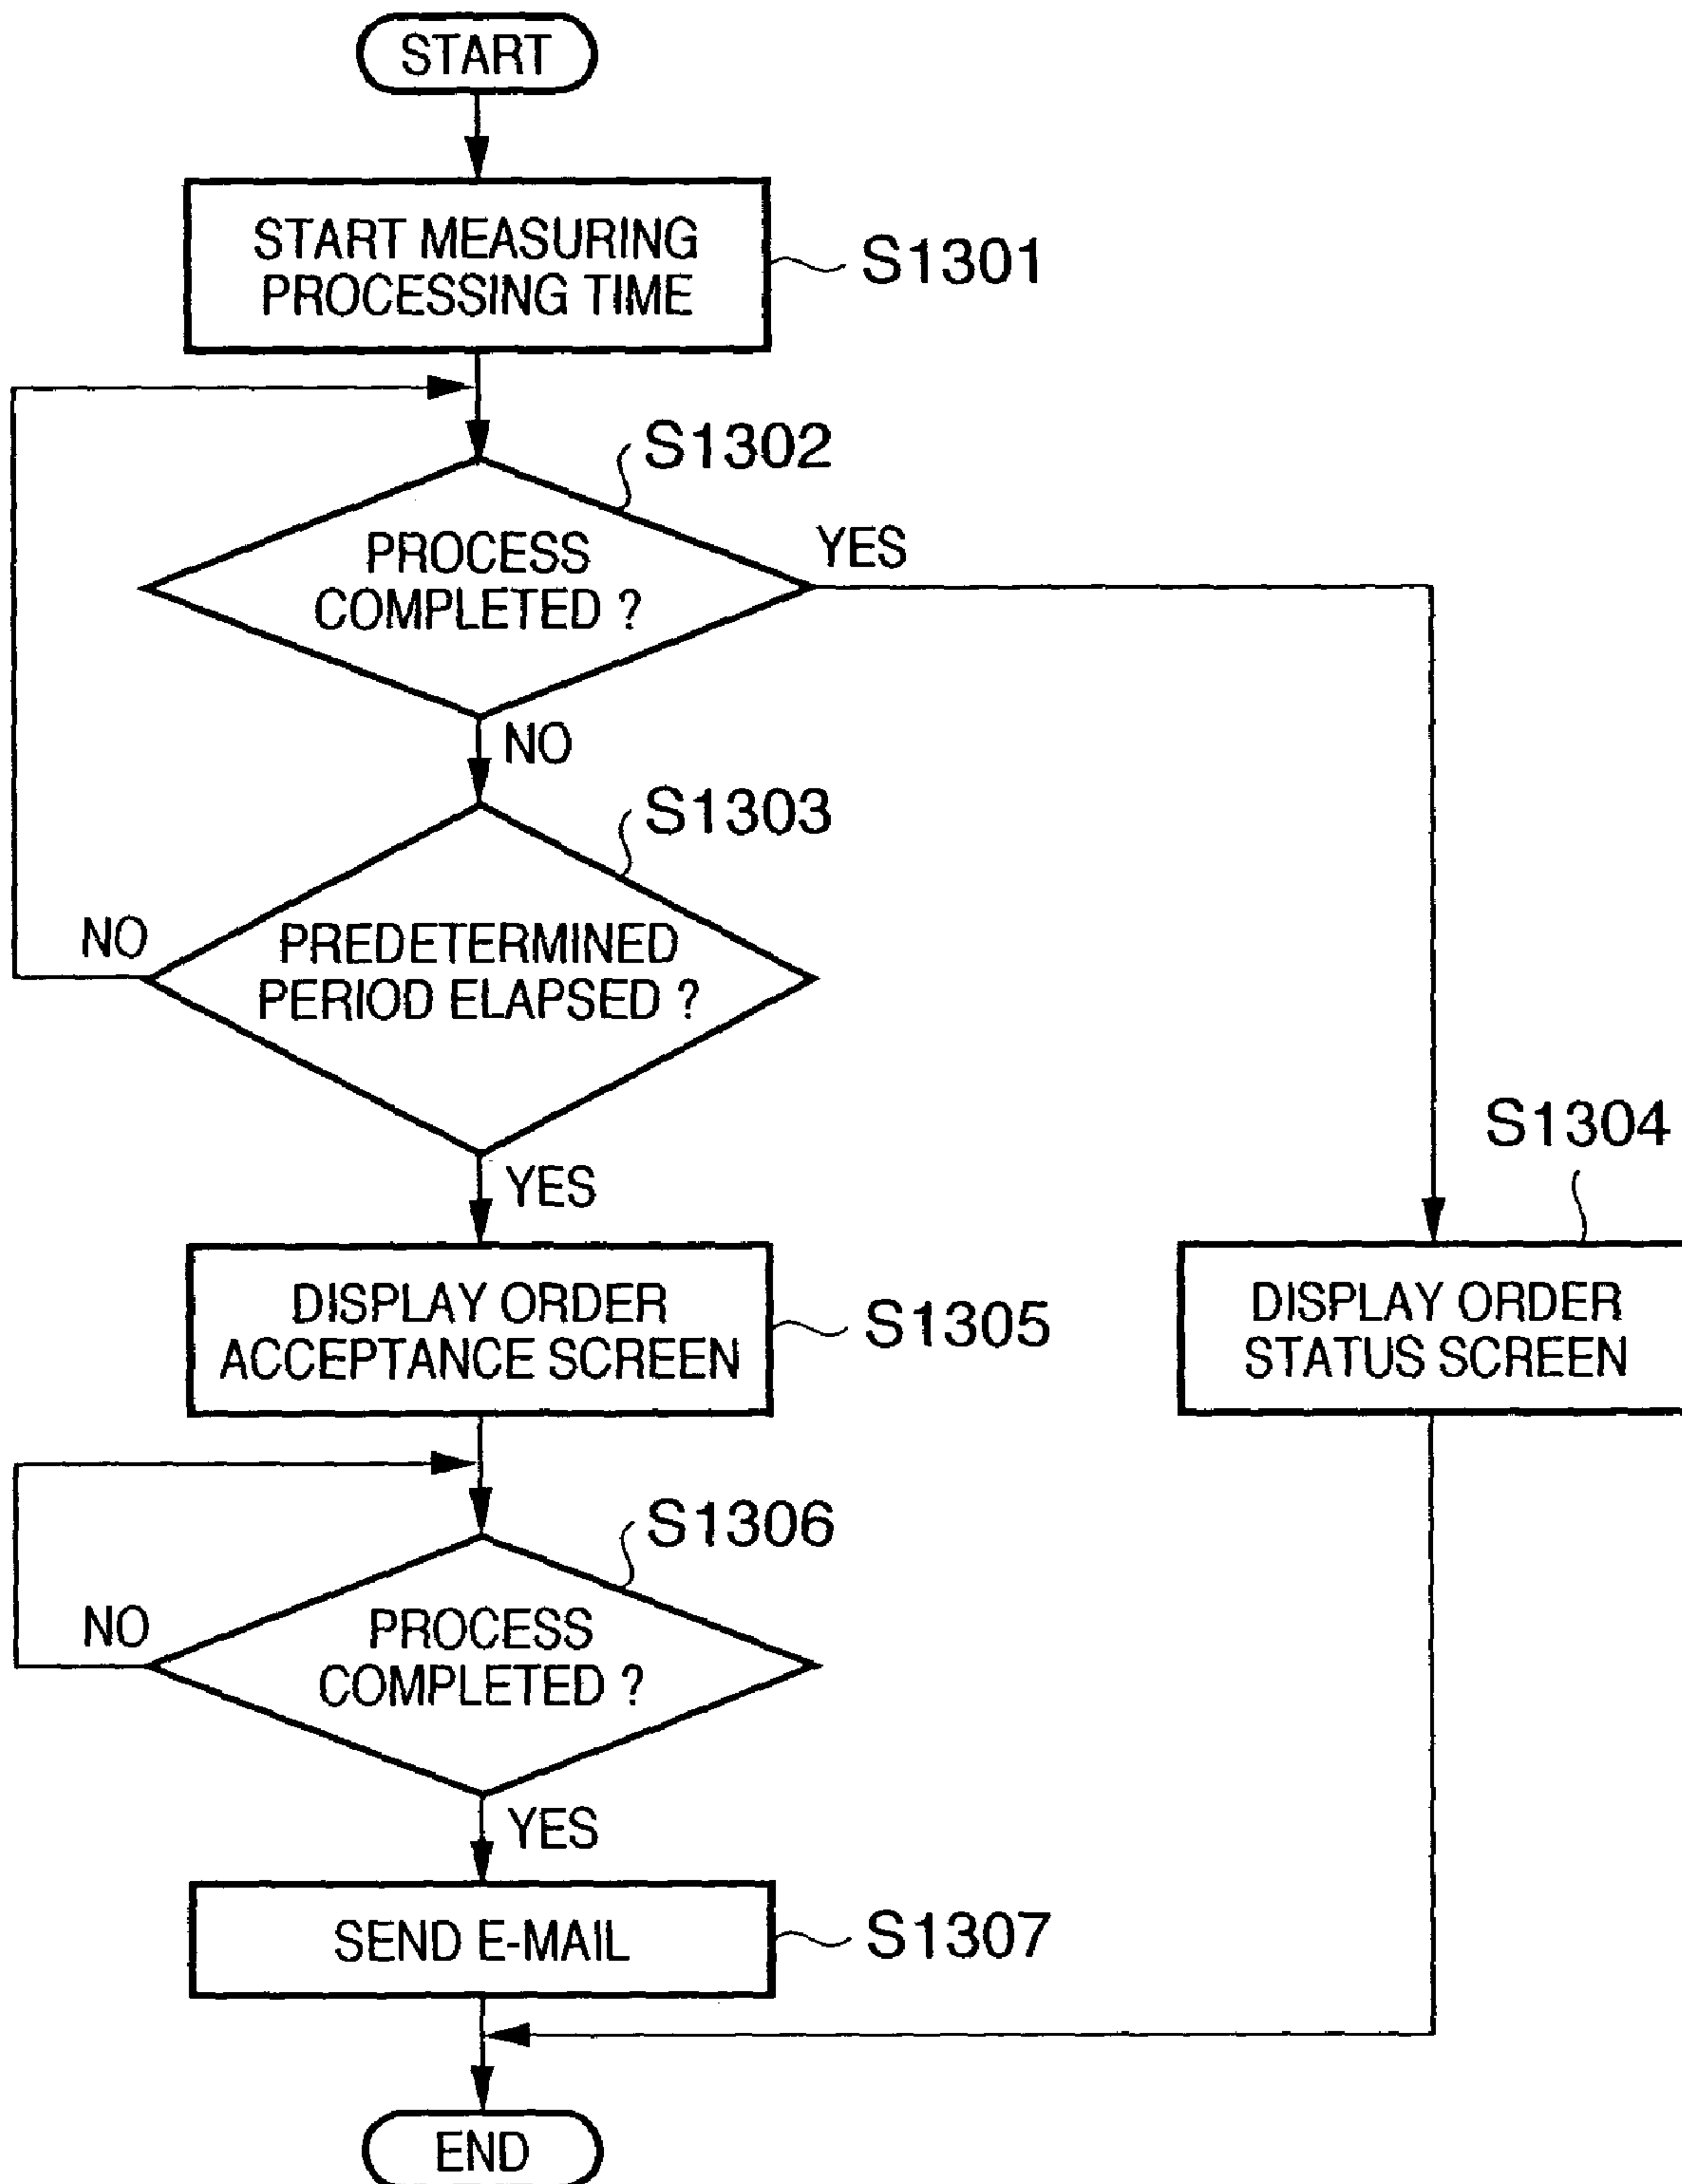 START
START MEASURING
PROCESSING TIME
S1301
S1302
PROCESS
COMPLETED ?
YES
NO
S1303
NO
PREDETERMINED
PERIOD ELAPSED ?
YES
S1304
DISPLAY ORDER
ACCEPTANCE SCREEN
S1305
DISPLAY ORDER
STATUS SCREEN
S1306
NO
PROCESS
COMPLETED ?
YES
SEND E-MAIL
S1307
END